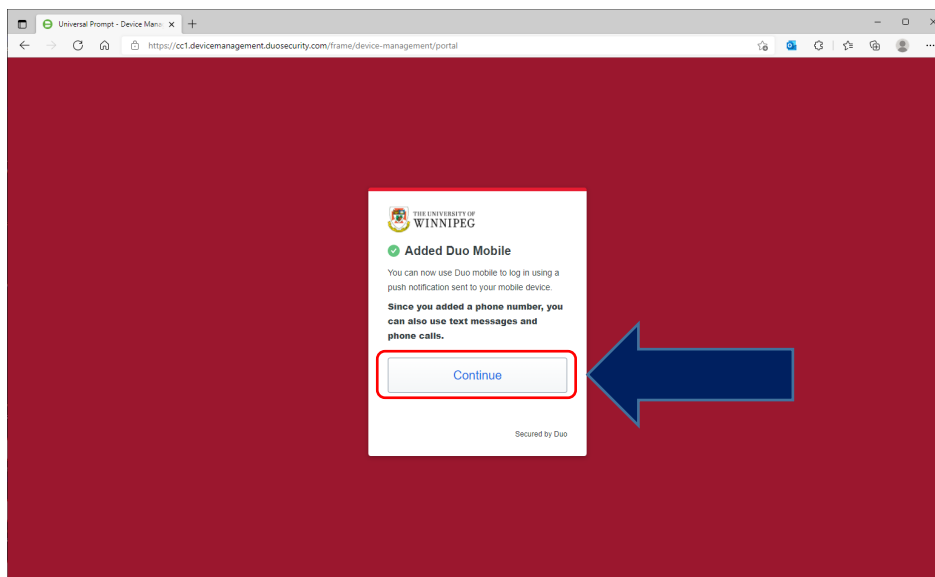 Universal Prompt - Device Mana
https://cc1.devicemanagement.duosecurity.com/frame/device-management/portal
THE UNIVERSITY OF
WINNIPEG
Added Duo Mobile
You can now use Duo mobile to log in using a
push notification sent to your mobile device.
Since you added a phone number, you
can also use text messages and
phone calls.
Continue
Secured by Duo